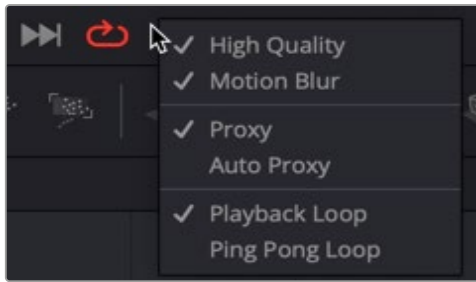 High Quality
Motion Blur
Proxy
Auto Proxy
Playback Loop
Ping Pong Loop